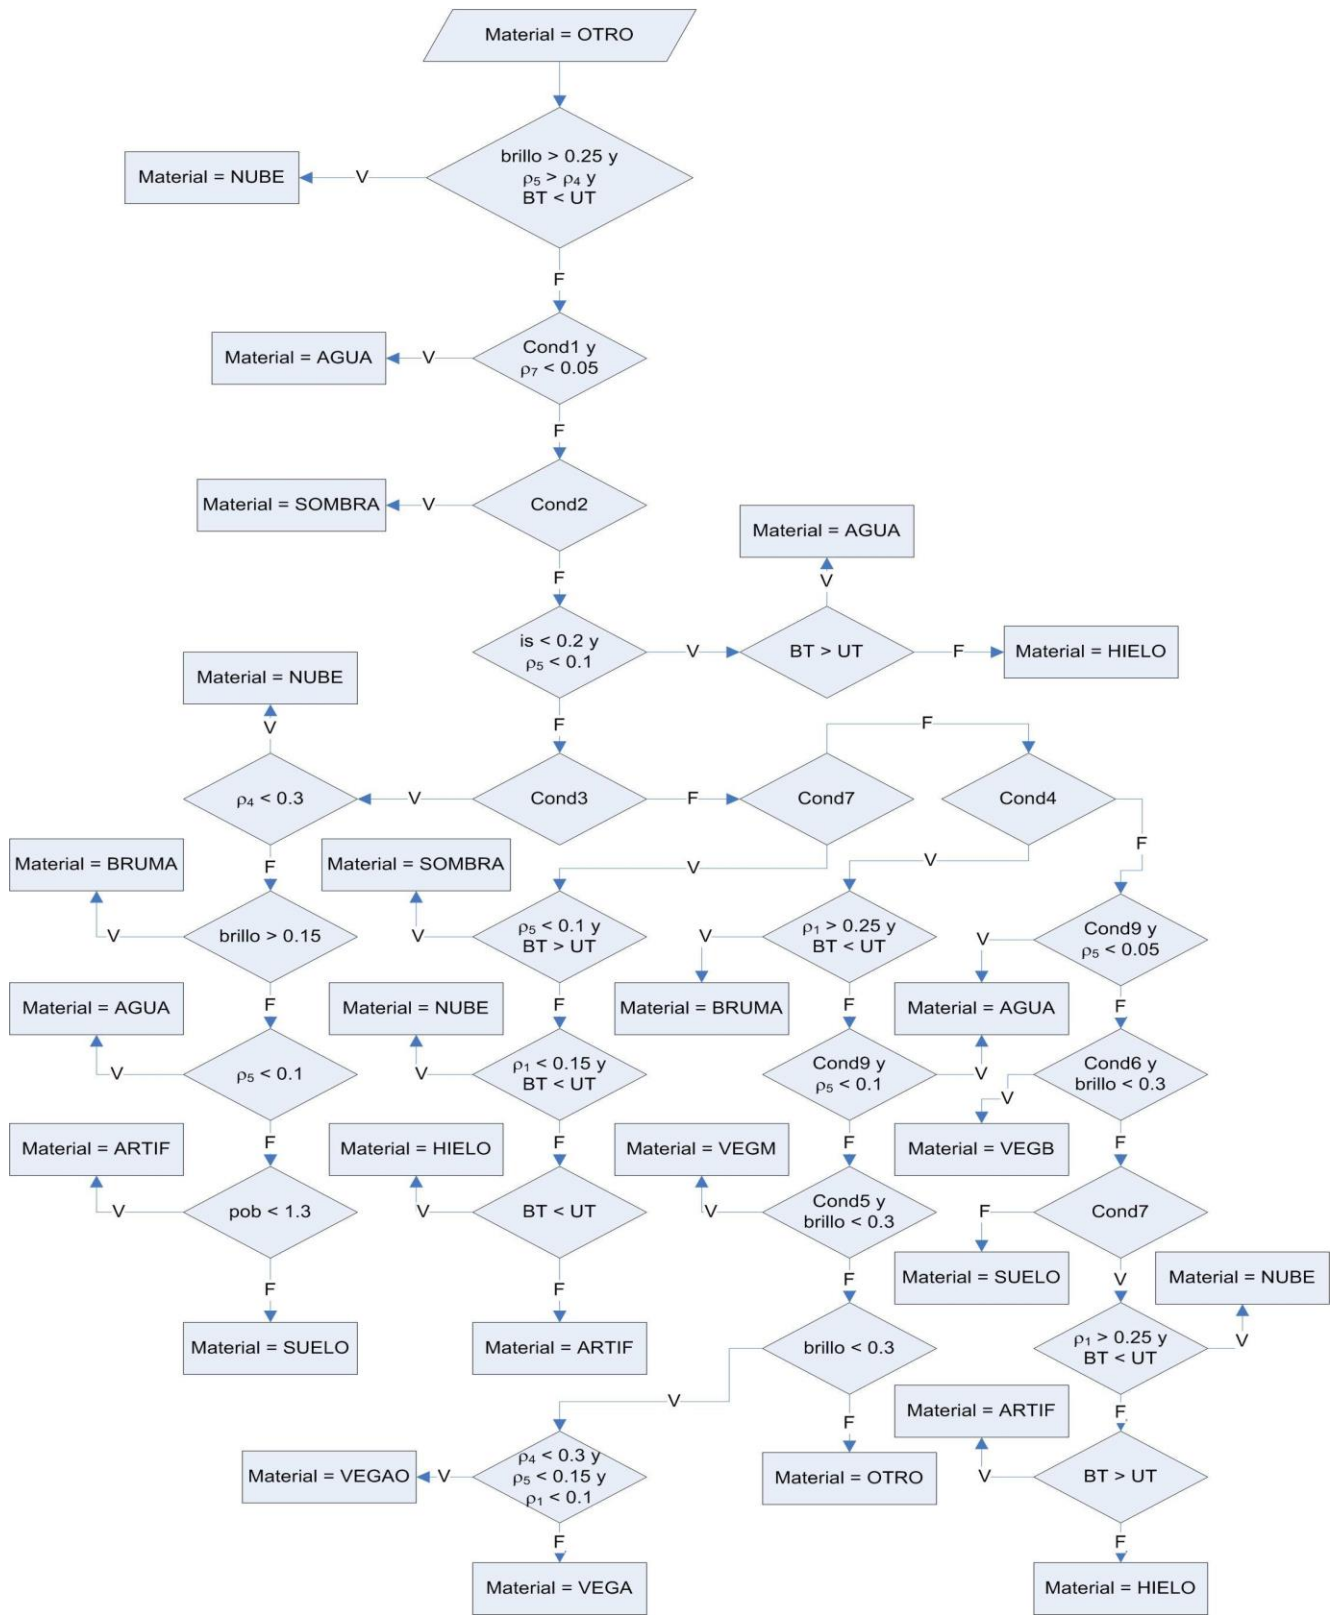 Material = OTRO
brillo > 0.25 y
ρ₅ > ρ₄ y
BT < UT
V
Material = NUBE
F
Cond1 y
ρ₇ < 0.05
V
Material = AGUA
F
Cond2
V
Material = SOMBRA
F
Material = AGUA
V
is < 0.2 y
ρ₅ < 0.1
V
BT > UT
F
Material = HIELO
Material = NUBE
V
F
F
ρ₄ < 0.3
V
Cond3
F
Cond7
Cond4
F
Material = BRUMA
F
Material = SOMBRA
V
V
V
brillo > 0.15
V
ρ₅ < 0.1 y
BT > UT
V
ρ₁ > 0.25 y
BT < UT
V
Cond9 y
ρ₅ < 0.05
Material = AGUA
F
Material = NUBE
F
Material = BRUMA
F
Material = AGUA
F
V
ρ₅ < 0.1
V
ρ₁ < 0.15 y
BT < UT
Cond9 y
ρ₅ < 0.1
V
V
Cond6 y
brillo < 0.3
Material = ARTIF
F
Material = HIELO
F
Material = VEGM
F
Material = VEGB
F
V
pob < 1.3
V
BT < UT
V
Cond5 y
brillo < 0.3
F
Cond7
F
F
F
Material = SUELO
V
Material = NUBE
Material = SUELO
Material = ARTIF
brillo < 0.3
ρ₁ > 0.25 y
BT < UT
V
V
F
Material = ARTIF
F
Material = VEGAO
V
ρ₄ < 0.3 y
ρ₅ < 0.15 y
ρ₁ < 0.1
Material = OTRO
V
BT > UT
F
F
Material = VEGA
Material = HIELO